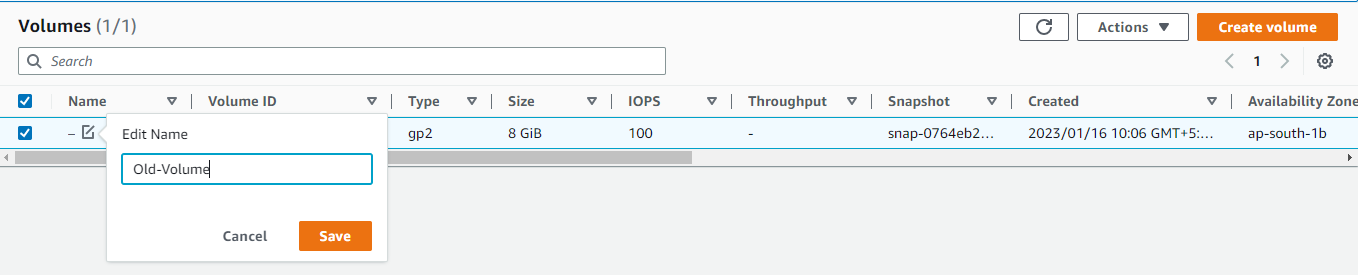 Volumes (1/1)
Actions
Create volume
Search
1
Name Volume ID Type Size IOPS Throughput Snapshot Created Availability Zone
– gp2 8 GiB 100 - snap-0764eb2... 2023/01/16 10:06 GMT+5:... ap-south-1b
Edit Name
Old-Volume
Cancel Save